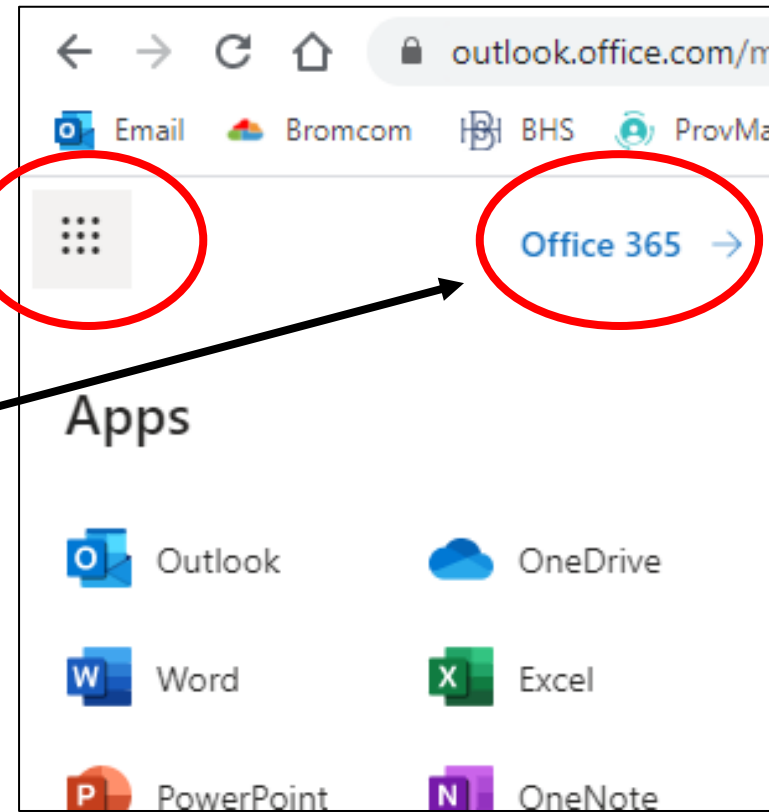 outlook.office.com/m
Email Bromcom BHS ProvMa
Office 365 →
Apps
Outlook OneDrive
Word Excel
PowerPoint OneNote